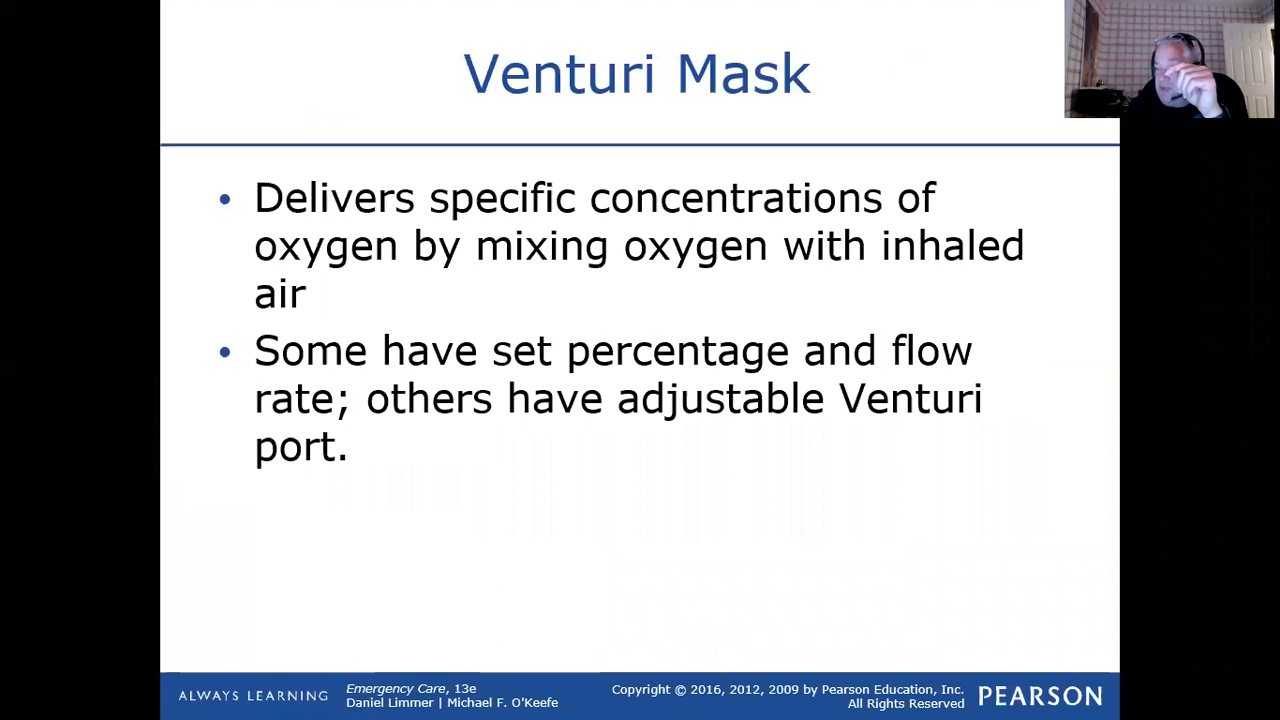 Venturi Mask
• Delivers specific concentrations of
oxygen by mixing oxygen with inhaled
air
• Some have set percentage and flow
rate; others have adjustable Venturi
port.
ALWAYS LEARNING
Emergency Care, 13e
Daniel Limmer | Michael F. O'Keefe
Copyright © 2016, 2012, 2009 by Pearson Education, Inc.
All Rights Reserved
PEARSON